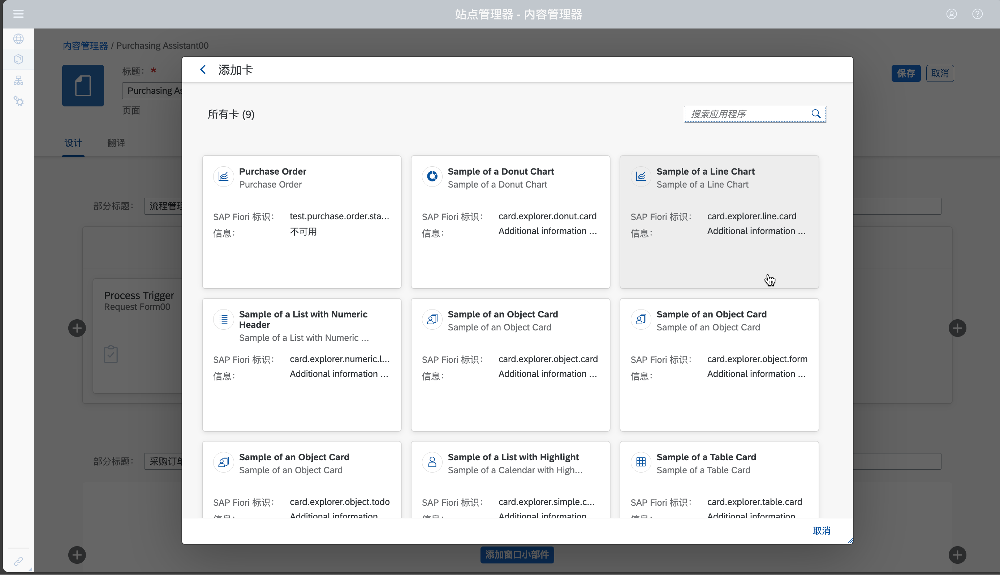 站点管理器 - 内容管理器
内容管理器 / Purchasing Assistant00
标题： *
Purchasing As
页面
保存
取消
设计
翻译
部分标题：
流程管理
Process Trigger
Request Form00
部分标题：
采购订单
添加窗口小部件
添加卡
所有卡 (9)
搜索应用程序
Purchase Order
Purchase Order
SAP Fiori 标识： test.purchase.order.sta...
信息： 不可用
Sample of a Donut Chart
Sample of a Donut Chart
SAP Fiori 标识： card.explorer.donut.card
信息： Additional information ...
Sample of a Line Chart
Sample of a Line Chart
SAP Fiori 标识： card.explorer.line.card
信息： Additional information ...
Sample of a List with Numeric
Header
Sample of a List with Numeric ...
SAP Fiori 标识： card.explorer.numeric.l...
信息： Additional information ...
Sample of an Object Card
Sample of an Object Card
SAP Fiori 标识： card.explorer.object.card
信息： Additional information ...
Sample of an Object Card
Sample of an Object Card
SAP Fiori 标识： card.explorer.object.form
信息： Additional information ...
Sample of an Object Card
Sample of an Object Card
SAP Fiori 标识： card.explorer.object.todo
信息： Additional information
Sample of a List with Highlight
Sample of a Calendar with High...
SAP Fiori 标识： card.explorer.simple.c...
信息： Additional information
Sample of a Table Card
Sample of a Table Card
SAP Fiori 标识： card.explorer.table.card
信息： Additional information
取消